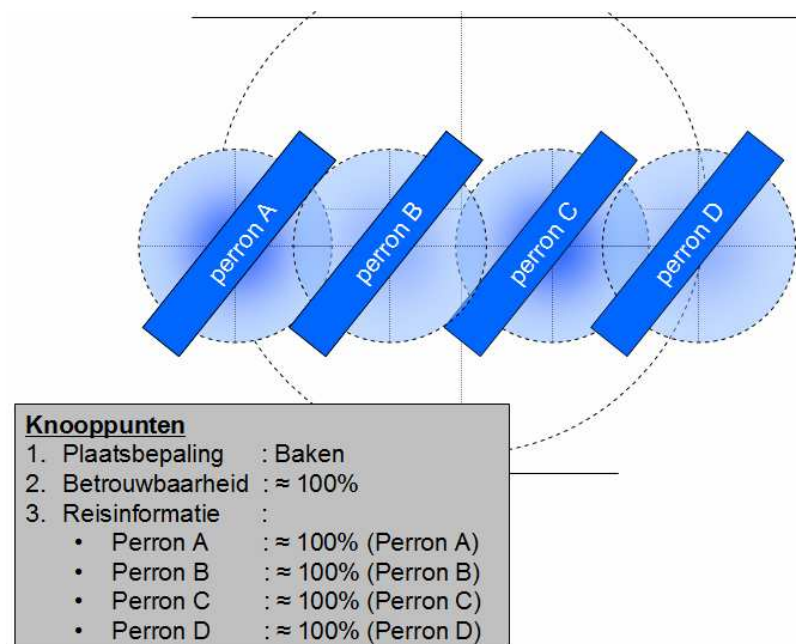 perron A
perron B
perron C
perron D
Knooppunten
1. Plaatsbepaling : Baken
2. Betrouwbaarheid : ≈ 100%
3. Reisinformatie :
• Perron A : ≈ 100% (Perron A)
• Perron B : ≈ 100% (Perron B)
• Perron C : ≈ 100% (Perron C)
• Perron D : ≈ 100% (Perron D)